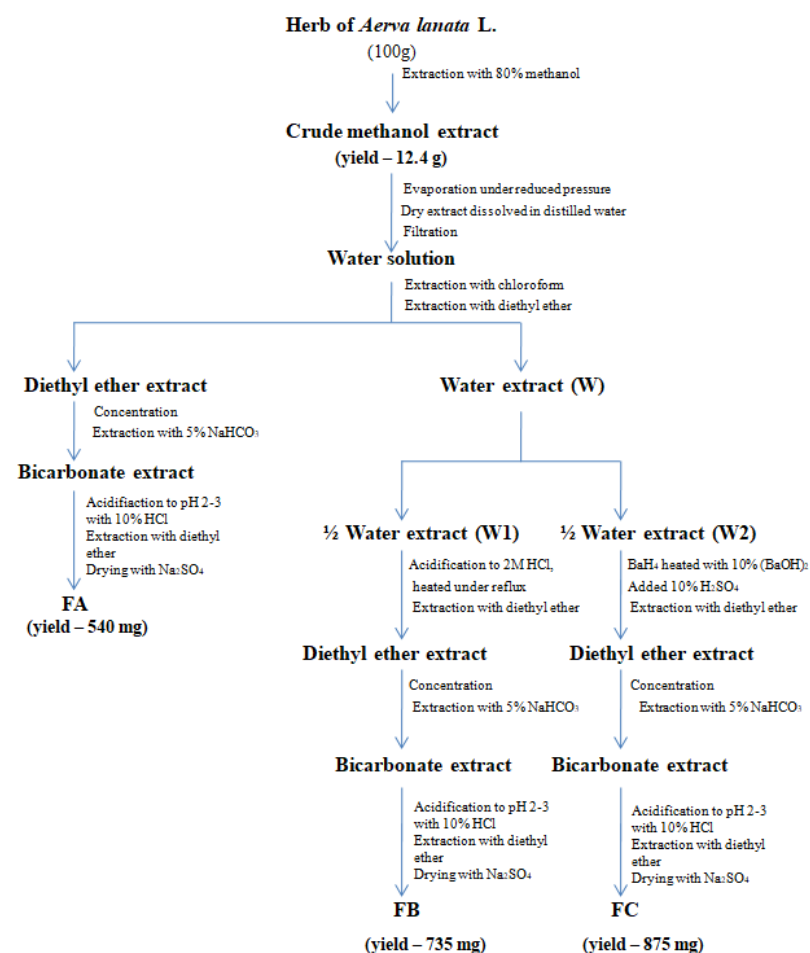 Herb of Aerva lanata L.
(100g)
Extraction with 80% methanol
Crude methanol extract
(yield – 12.4 g)
Evaporation under reduced pressure
Dry extract dissolved in distilled water
Filtration
Water solution
Extraction with chloroform
Extraction with diethyl ether
Diethyl ether extract
Concentration
Extraction with 5% NaHCO₃
Bicarbonate extract
Acidifiaction to pH 2-3
with 10% HCl
Extraction with diethyl
ether
Drying with Na₂SO₄
FA
(yield – 540 mg)
Water extract (W)
½ Water extract (W1)
Acidification to 2M HCl,
heated under reflux
Extraction with diethyl ether
Diethyl ether extract
Concentration
Extraction with 5% NaHCO₃
Bicarbonate extract
Acidification to pH 2-3
with 10% HCl
Extraction with diethyl
ether
Drying with Na₂SO₄
FB
(yield – 735 mg)
½ Water extract (W2)
BaH₄ heated with 10% (BaOH)₂
Added 10% H₂SO₄
Extraction with diethyl ether
Diethyl ether extract
Concentration
Extraction with 5% NaHCO₃
Bicarbonate extract
Acidification to pH 2-3
with 10% HCl
Extraction with diethyl
ether
Drying with Na₂SO₄
FC
(yield – 875 mg)